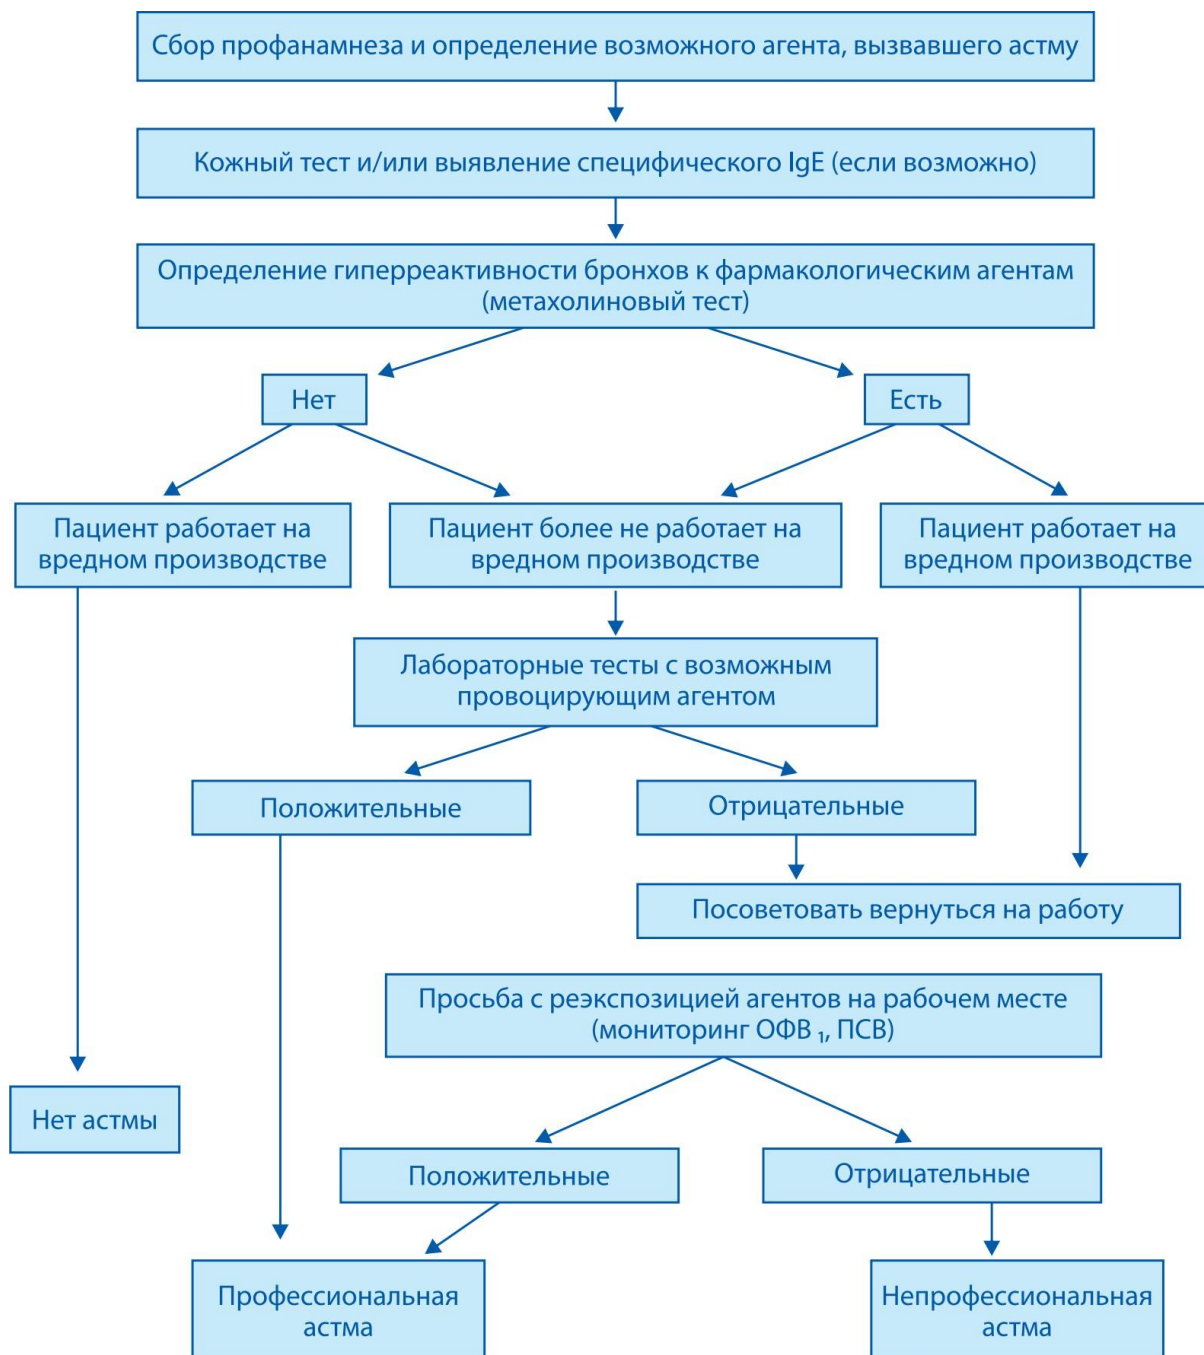 Сбор профанамнеза и определение возможного агента, вызвавшего астму
Кожный тест и/или выявление специфического IgE (если возможно)
Определение гиперреактивности бронхов к фармакологическим агентам
(метахолиновый тест)
Нет
Есть
Пациент работает на
вредном производстве
Пациент более не работает на
вредном производстве
Пациент работает на
вредном производстве
Лабораторные тесты с возможным
провоцирующим агентом
Положительные
Отрицательные
Посоветовать вернуться на работу
Просьба с реэкспозицией агентов на рабочем месте
(мониторинг ОФВ ₁, ПСВ)
Нет астмы
Положительные
Отрицательные
Профессиональная
астма
Непрофессиональная
астма